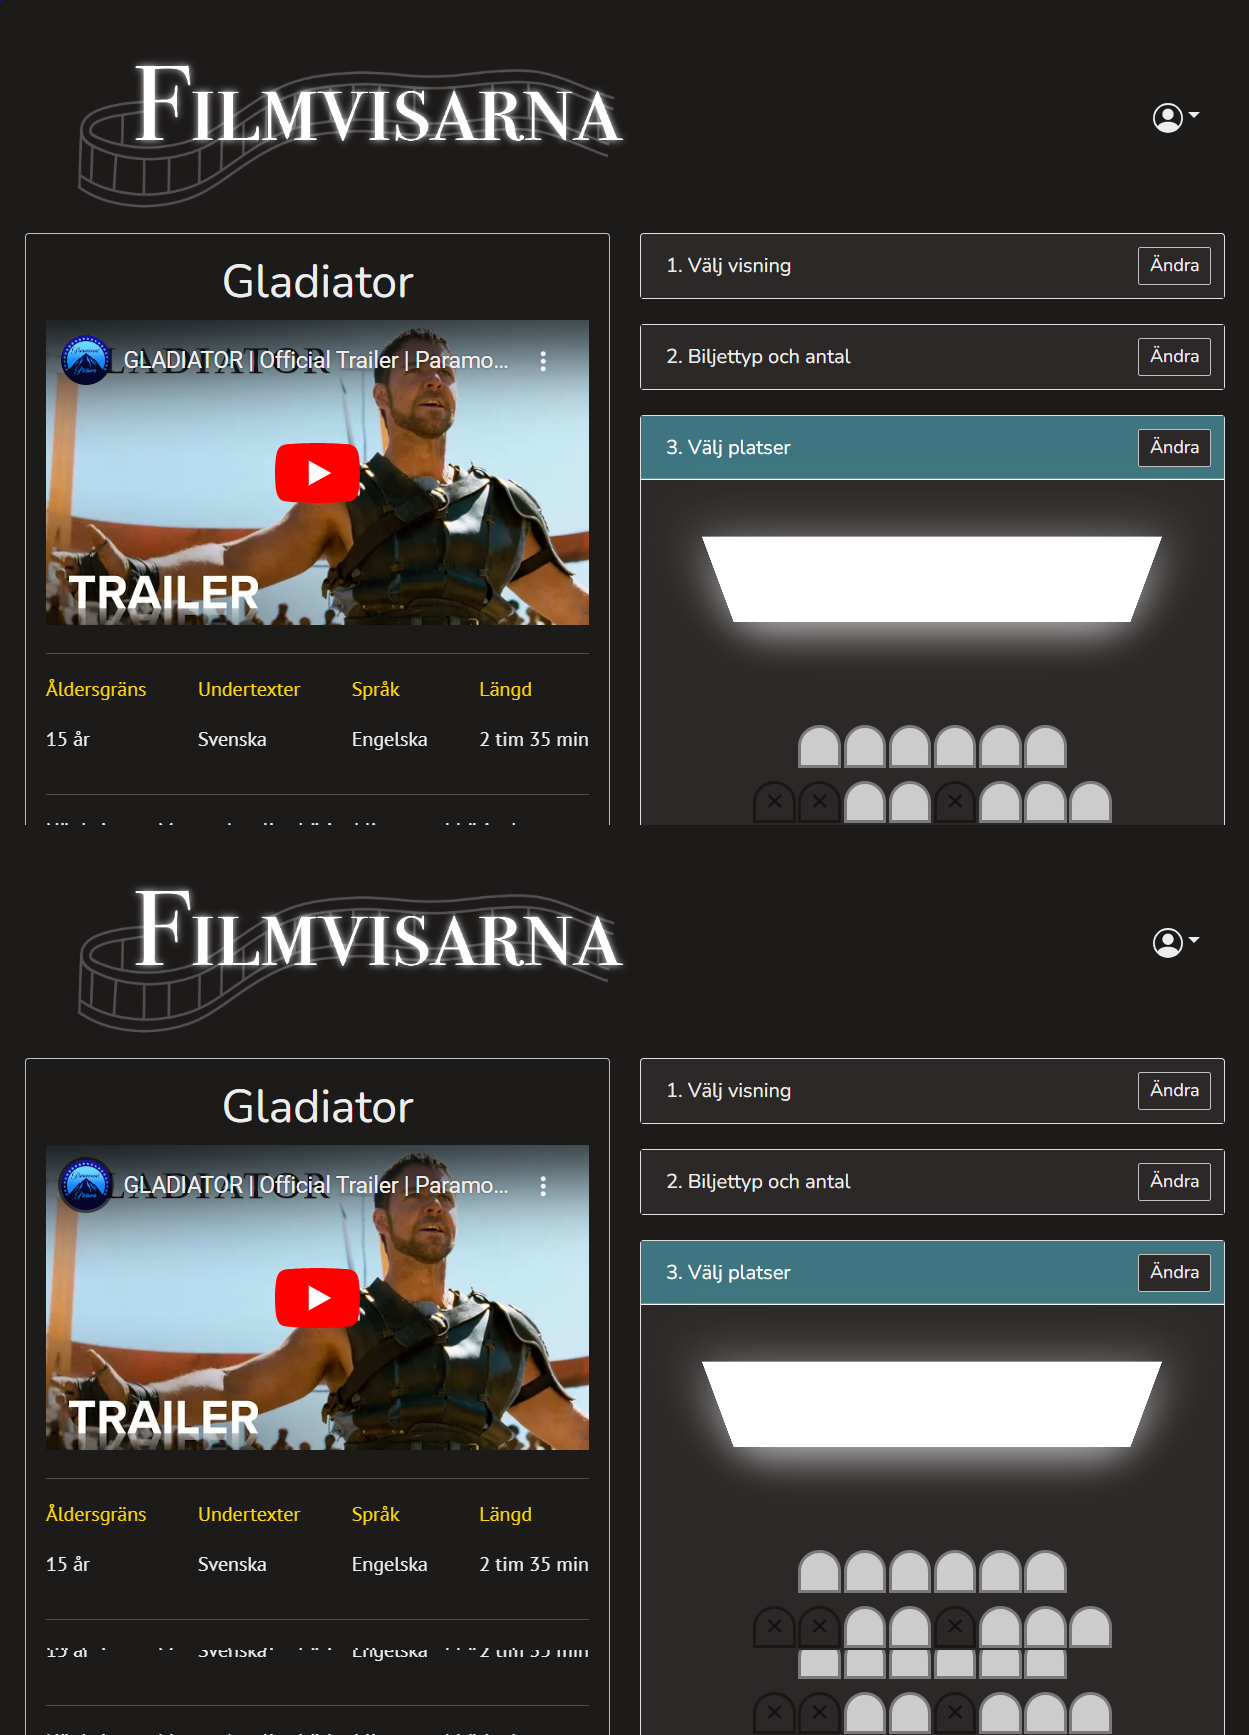 FILMVISARNA
Gladiator
GLADIATOR | Official Trailer | Paramo...
TRAILER
Åldersgräns Undertexter Språk Längd
15 år Svenska Engelska 2 tim 35 min
1. Välj visning Ändra
2. Biljettyp och antal Ändra
3. Välj platser Ändra
FILMVISARNA
Gladiator
GLADIATOR | Official Trailer | Paramo...
TRAILER
Åldersgräns Undertexter Språk Längd
15 år Svenska Engelska 2 tim 35 min
1. Välj visning Ändra
2. Biljettyp och antal Ändra
3. Välj platser Ändra